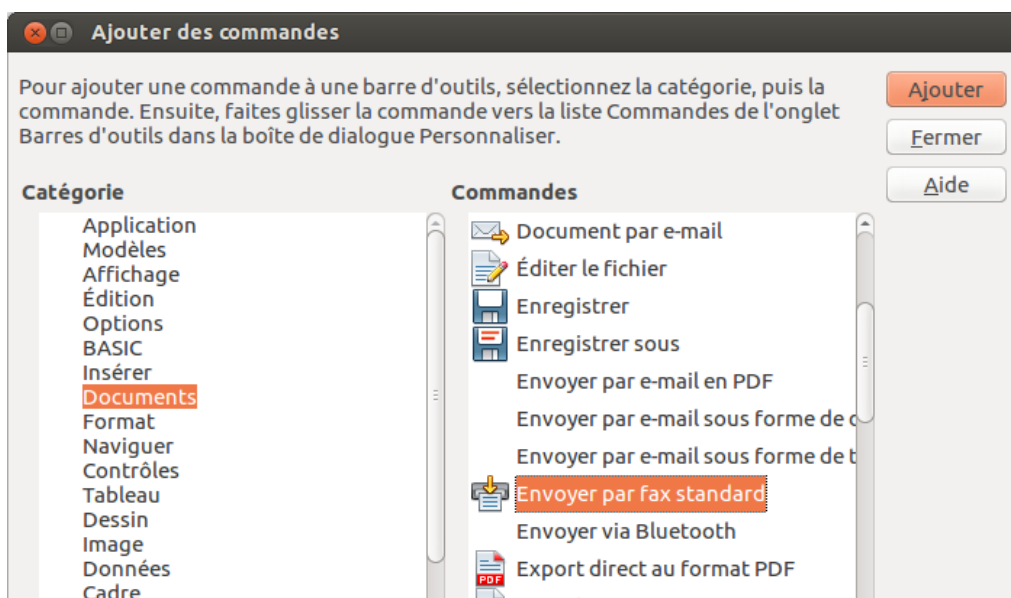 Ajouter des commandes
Pour ajouter une commande à une barre d'outils, sélectionnez la catégorie, puis la
commande. Ensuite, faites glisser la commande vers la liste Commandes de l'onglet
Barres d'outils dans la boîte de dialogue Personnaliser.
Ajouter
Fermer
Aide
Catégorie
Application
Modèles
Affichage
Édition
Options
BASIC
Insérer
Documents
Format
Naviguer
Contrôles
Tableau
Dessin
Image
Données
Cadre
Commandes
Document par e-mail
Éditer le fichier
Enregistrer
Enregistrer sous
Envoyer par e-mail en PDF
Envoyer par e-mail sous forme de
Envoyer par e-mail sous forme de t
Envoyer par fax standard
Envoyer via Bluetooth
PDF
Export direct au format PDF